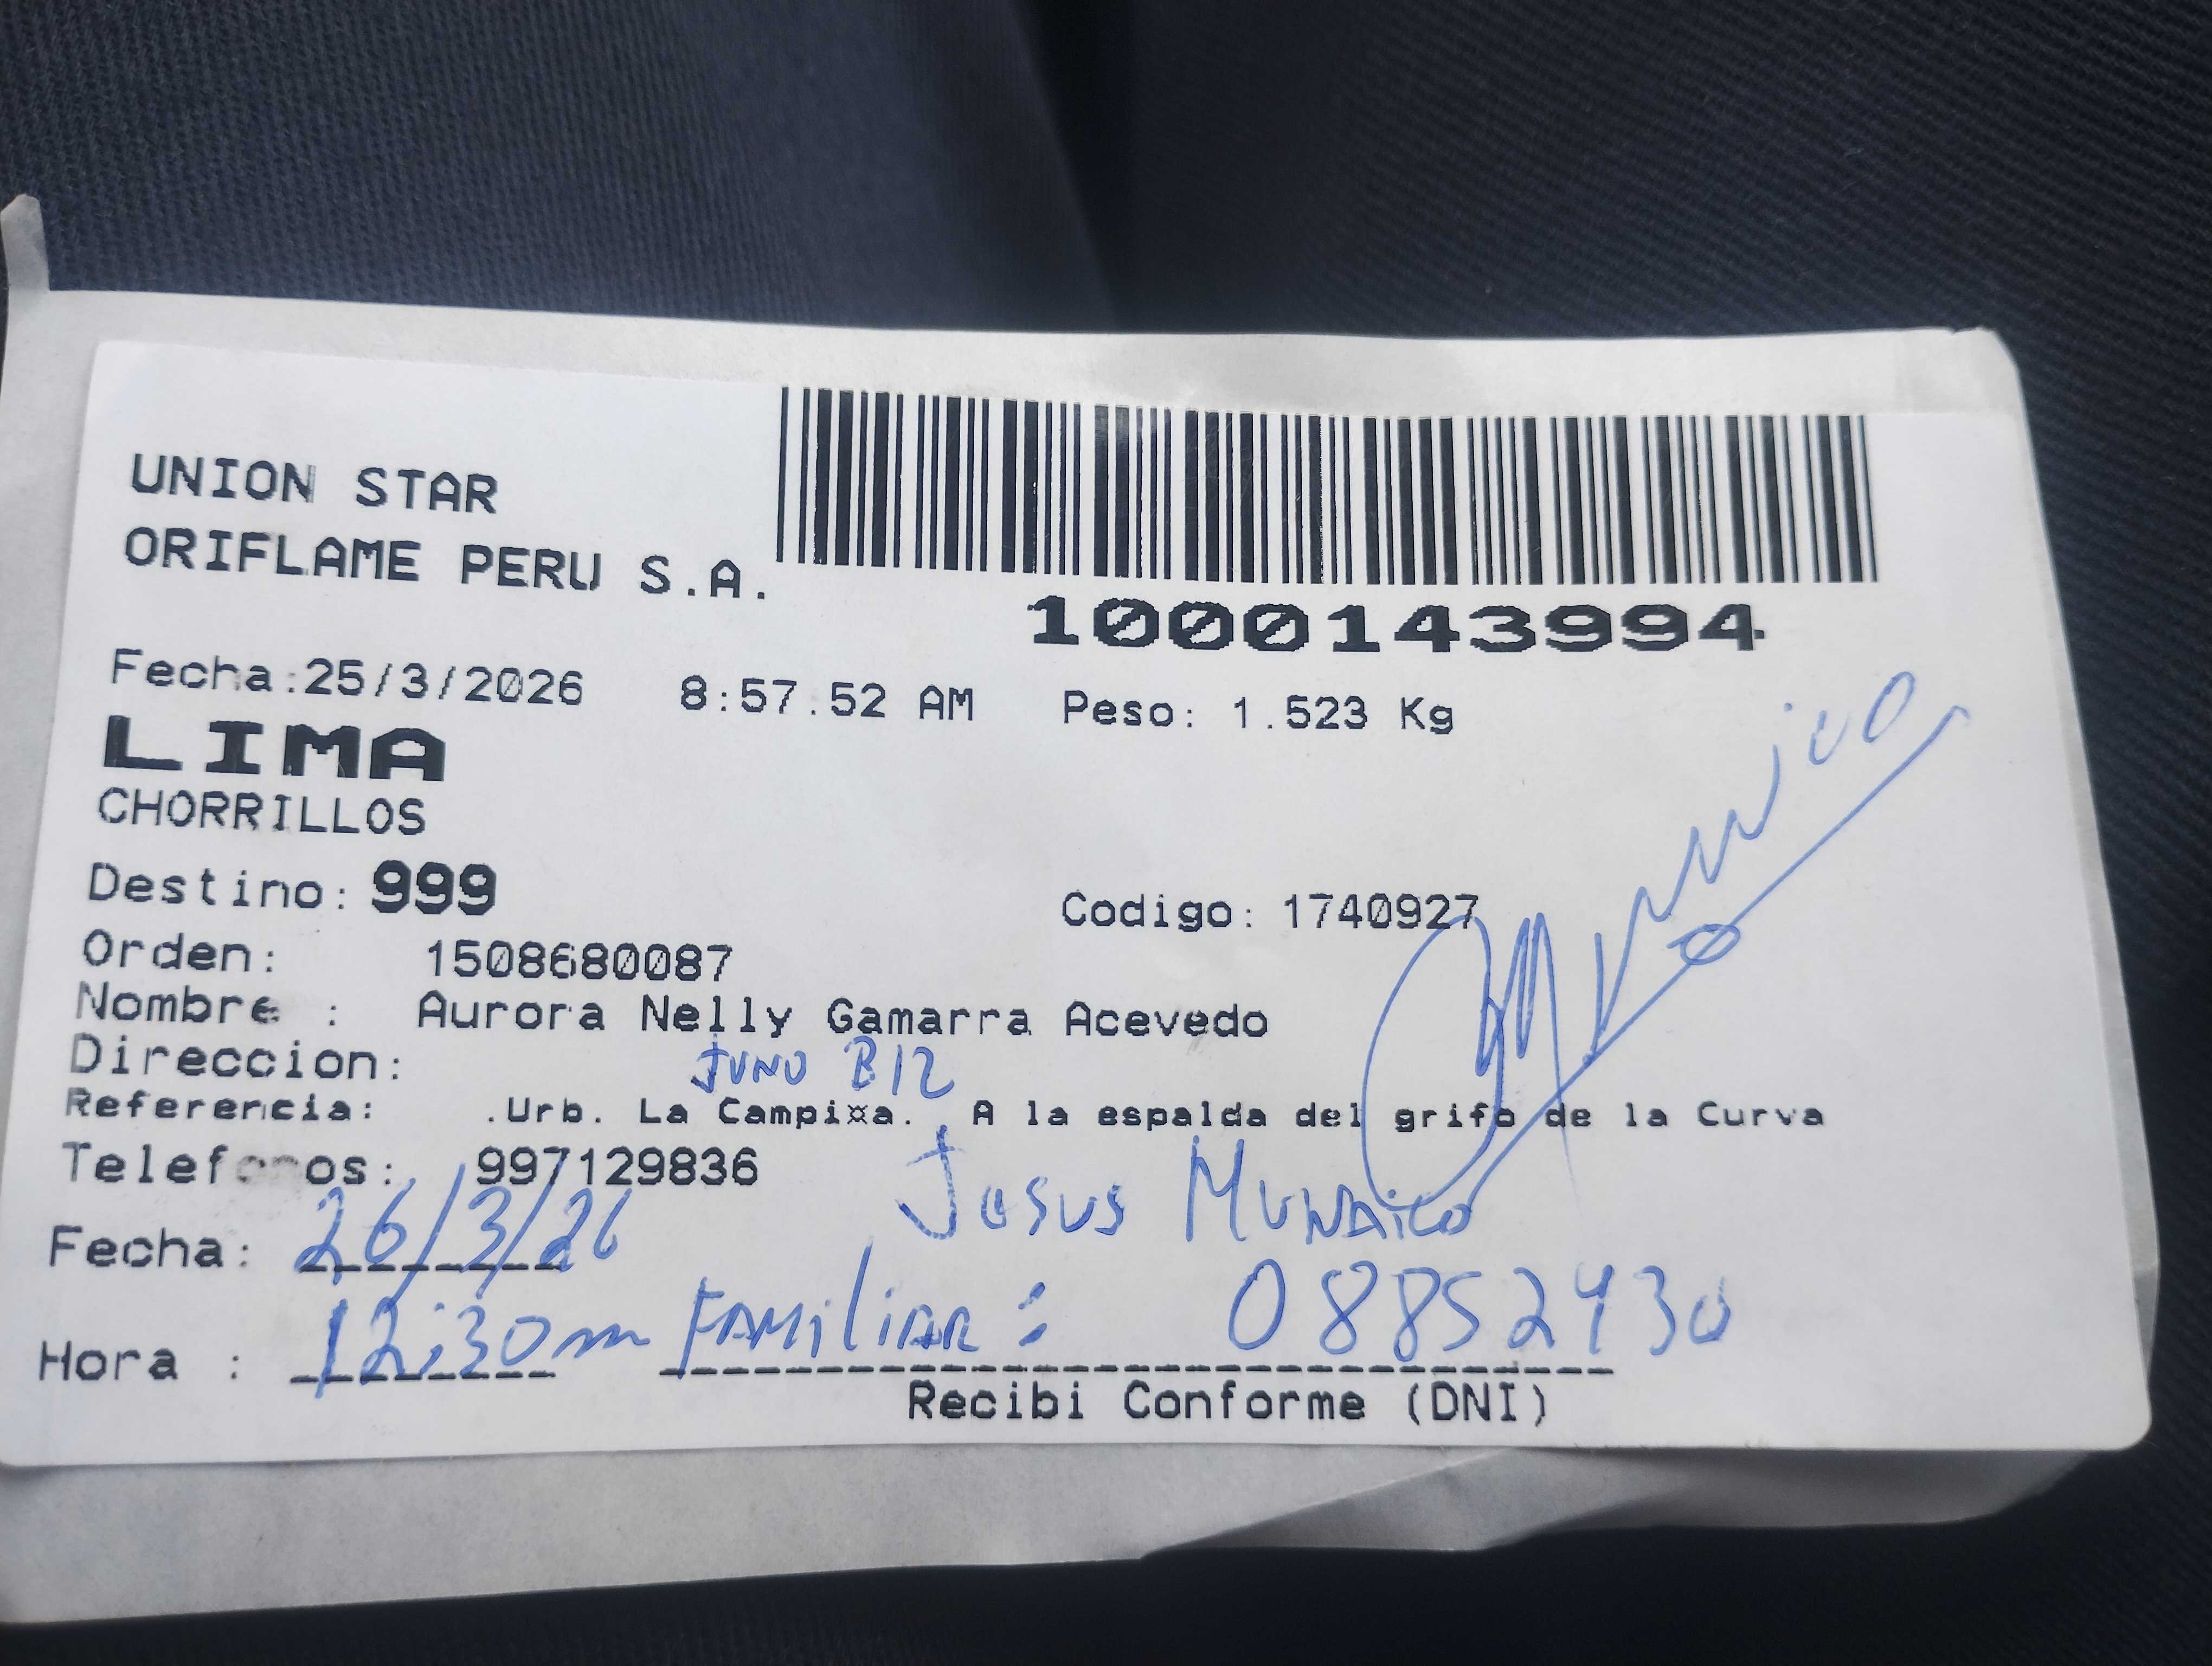 UNION STAR
ORIFLAME PERU S.A.
1000143994
Fecha:25/3/2026 8:57.52 AM Peso: 1.523 Kg
LIMA
CHORRILLOS
Destino: 999 Codigo: 1740927
Orden: 1508680087
Nombre : Aurora Nelly Gamarra Acevedo
Direccion: JUNO B12
Referencia: .Urb. La Campi¤a. A la espalda del grifo de la Curva
Telefonos: 997129836
Jesus Munaico
Fecha: 26/3/26
Hora : 12:30m FAMiliAR : 08852430
Recibi Conforme (DNI)